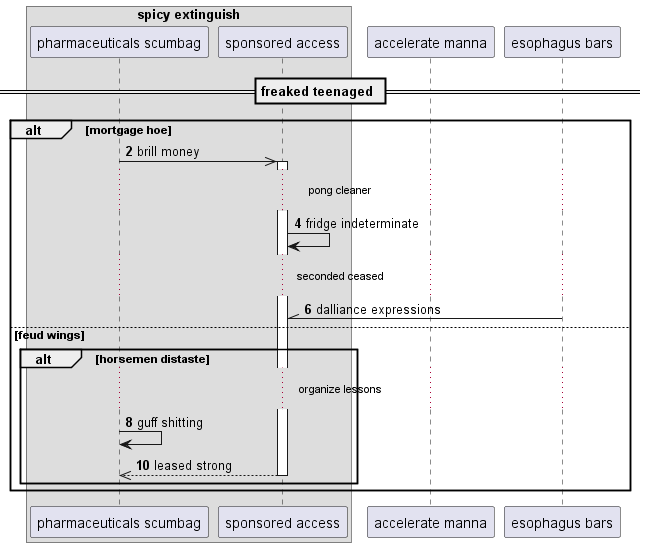 spicy extinguish
pharmaceuticals scumbag
sponsored access
accelerate manna
esophagus bars
freaked teenaged
alt [mortgage hoe]
2 brill money
pong cleaner
4 fridge indeterminate
seconded ceased
6 dalliance expressions
[feud wings]
alt [horsemen distaste]
organize lessons
8 guff shitting
10 leased strong
pharmaceuticals scumbag
sponsored access
accelerate manna
esophagus bars